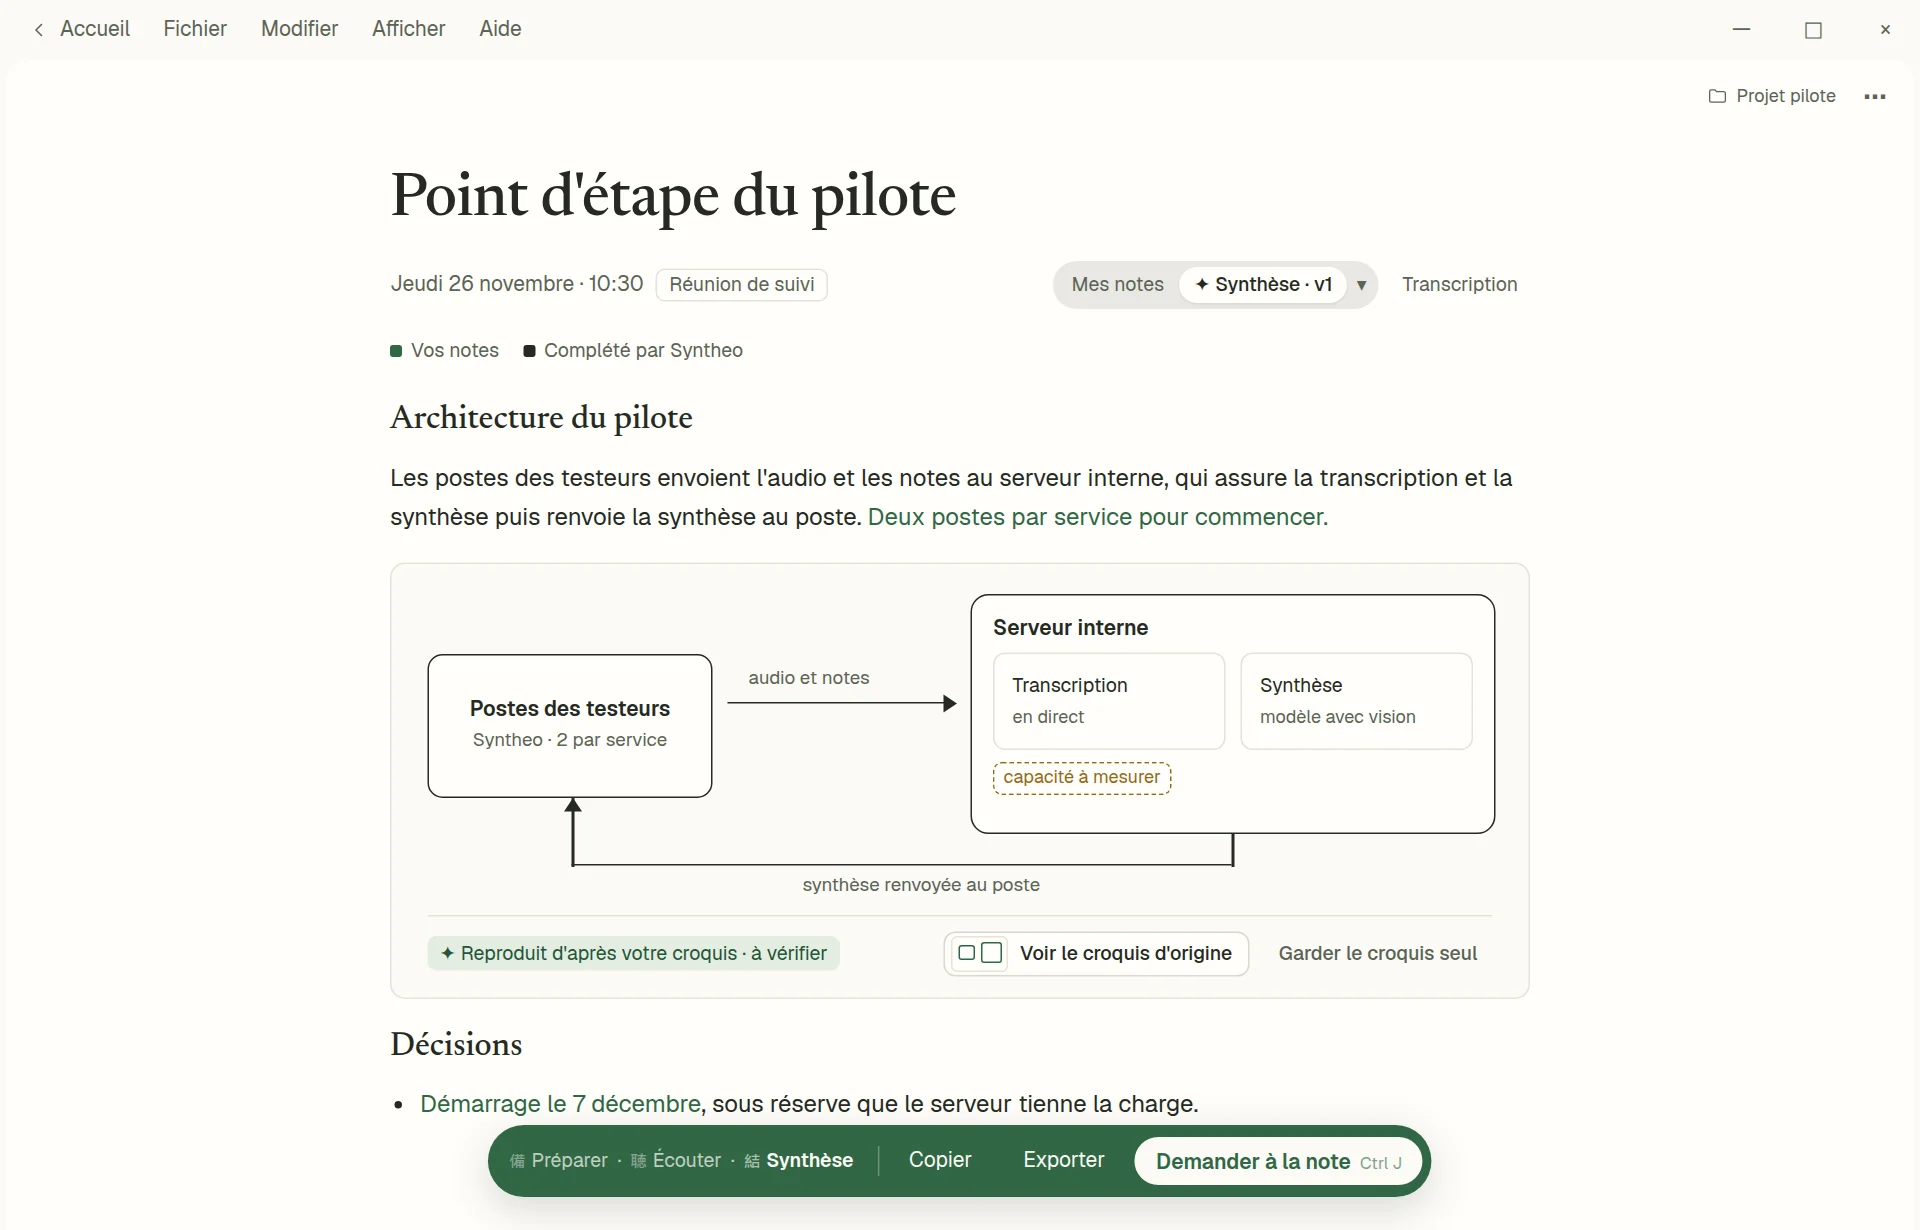 Accueil Fichier Modifier Afficher Aide
Projet pilote
Point d'étape du pilote
Jeudi 26 novembre · 10:30 Réunion de suivi
Mes notes ✦ Synthèse · v1 ▼ Transcription
Vos notes Complété par Syntheo
Architecture du pilote
Les postes des testeurs envoient l'audio et les notes au serveur interne, qui assure la transcription et la
synthèse puis renvoie la synthèse au poste. Deux postes par service pour commencer.
Postes des testeurs
Syntheo · 2 par service
audio et notes
Serveur interne
Transcription
en direct
Synthèse
modèle avec vision
capacité à mesurer
synthèse renvoyée au poste
✦ Reproduit d'après votre croquis · à vérifier
Voir le croquis d'origine
Garder le croquis seul
Décisions
• Démarrage le 7 décembre, sous réserve que le serveur tienne la charge.
備 Préparer · 聴 Écouter · 結 Synthèse
Copier
Exporter
Demander à la note Ctrl J